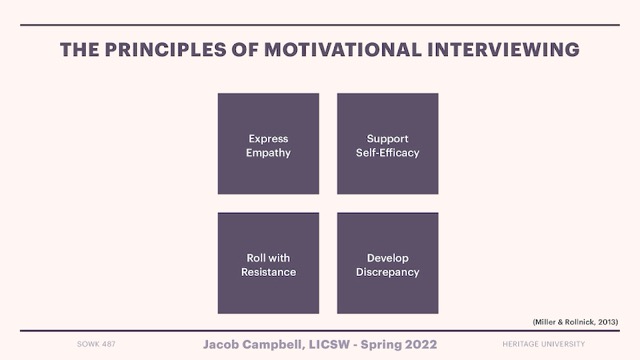 THE PRINCIPLES OF MOTIVATIONAL INTERVIEWING
Express
Empathy
Support
Self-Efficacy
Roll with
Resistance
Develop
Discrepancy
(Miller & Rollnick, 2013)
SOWK 487
Jacob Campbell, LICSW - Spring 2022
HERITAGE UNIVERSITY